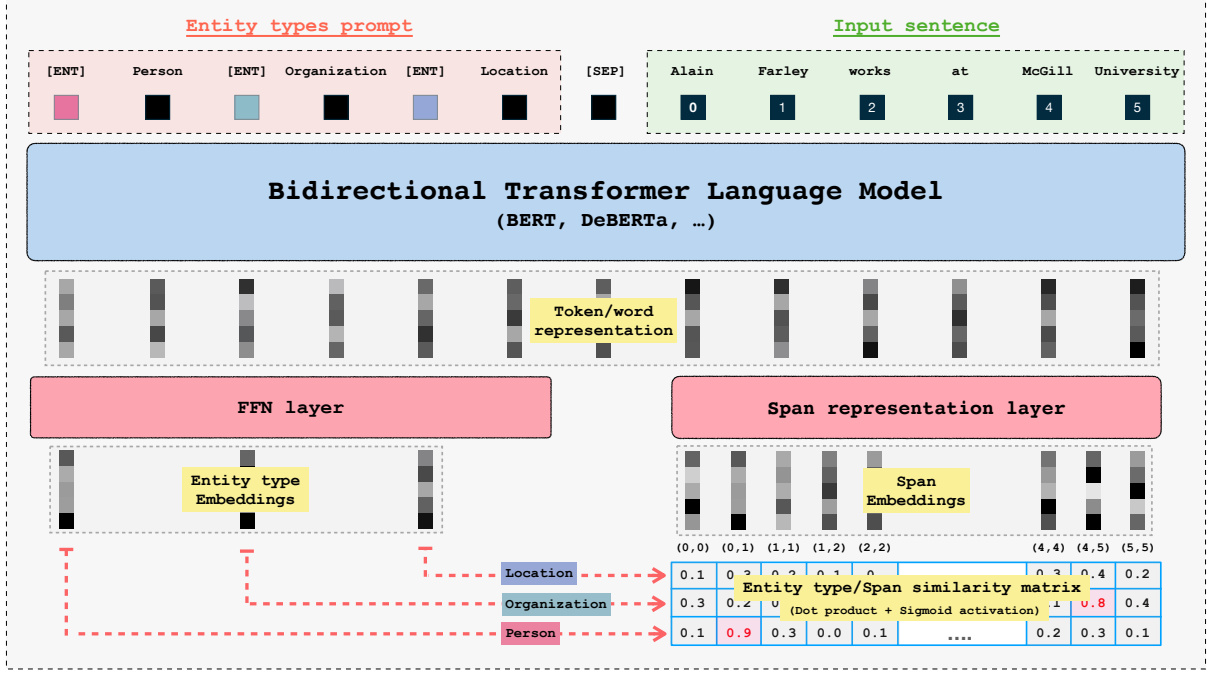 Entity types prompt
Input sentence
[ENT] Person [ENT] Organization [ENT] Location [SEP] Alain Farley works at McGill University
0 1 2 3 4 5
Bidirectional Transformer Language Model
(BERT, DeBERTa, …)
Token/word
representation
FFN layer
Span representation layer
Entity type
Embeddings
Span
Embeddings
(0,0) (0,1) (1,1) (1,2) (2,2) (4,4) (4,5) (5,5)
Location 0.1 0.4 0.2
Entity type/Span similarity matrix
Organization 0.3 0.8 0.4
(Dot product + Sigmoid activation)
Person 0.1 0.9 0.3 0.0 0.1 .... 0.2 0.3 0.1